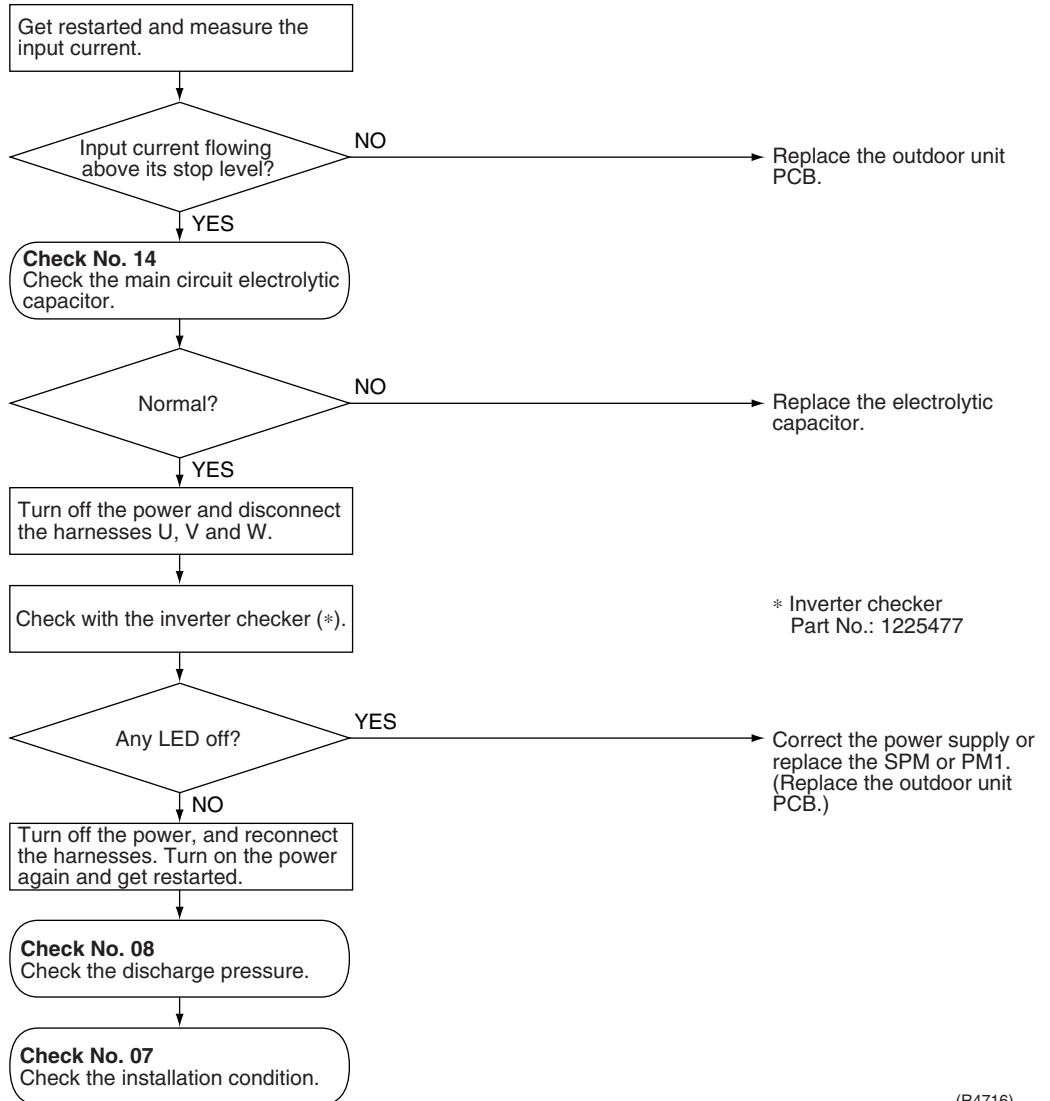 Get restarted and measure the
input current.
Input current flowing
above its stop level?
NO
Replace the outdoor unit
PCB.
YES
Check No. 14
Check the main circuit electrolytic
capacitor.
Normal?
NO
Replace the electrolytic
capacitor.
YES
Turn off the power and disconnect
the harnesses U, V and W.
Check with the inverter checker (*).
* Inverter checker
Part No.: 1225477
Any LED off?
YES
Correct the power supply or
replace the SPM or PM1.
(Replace the outdoor unit
PCB.)
NO
Turn off the power, and reconnect
the harnesses. Turn on the power
again and get restarted.
Check No. 08
Check the discharge pressure.
Check No. 07
Check the installation condition.
(R4716)